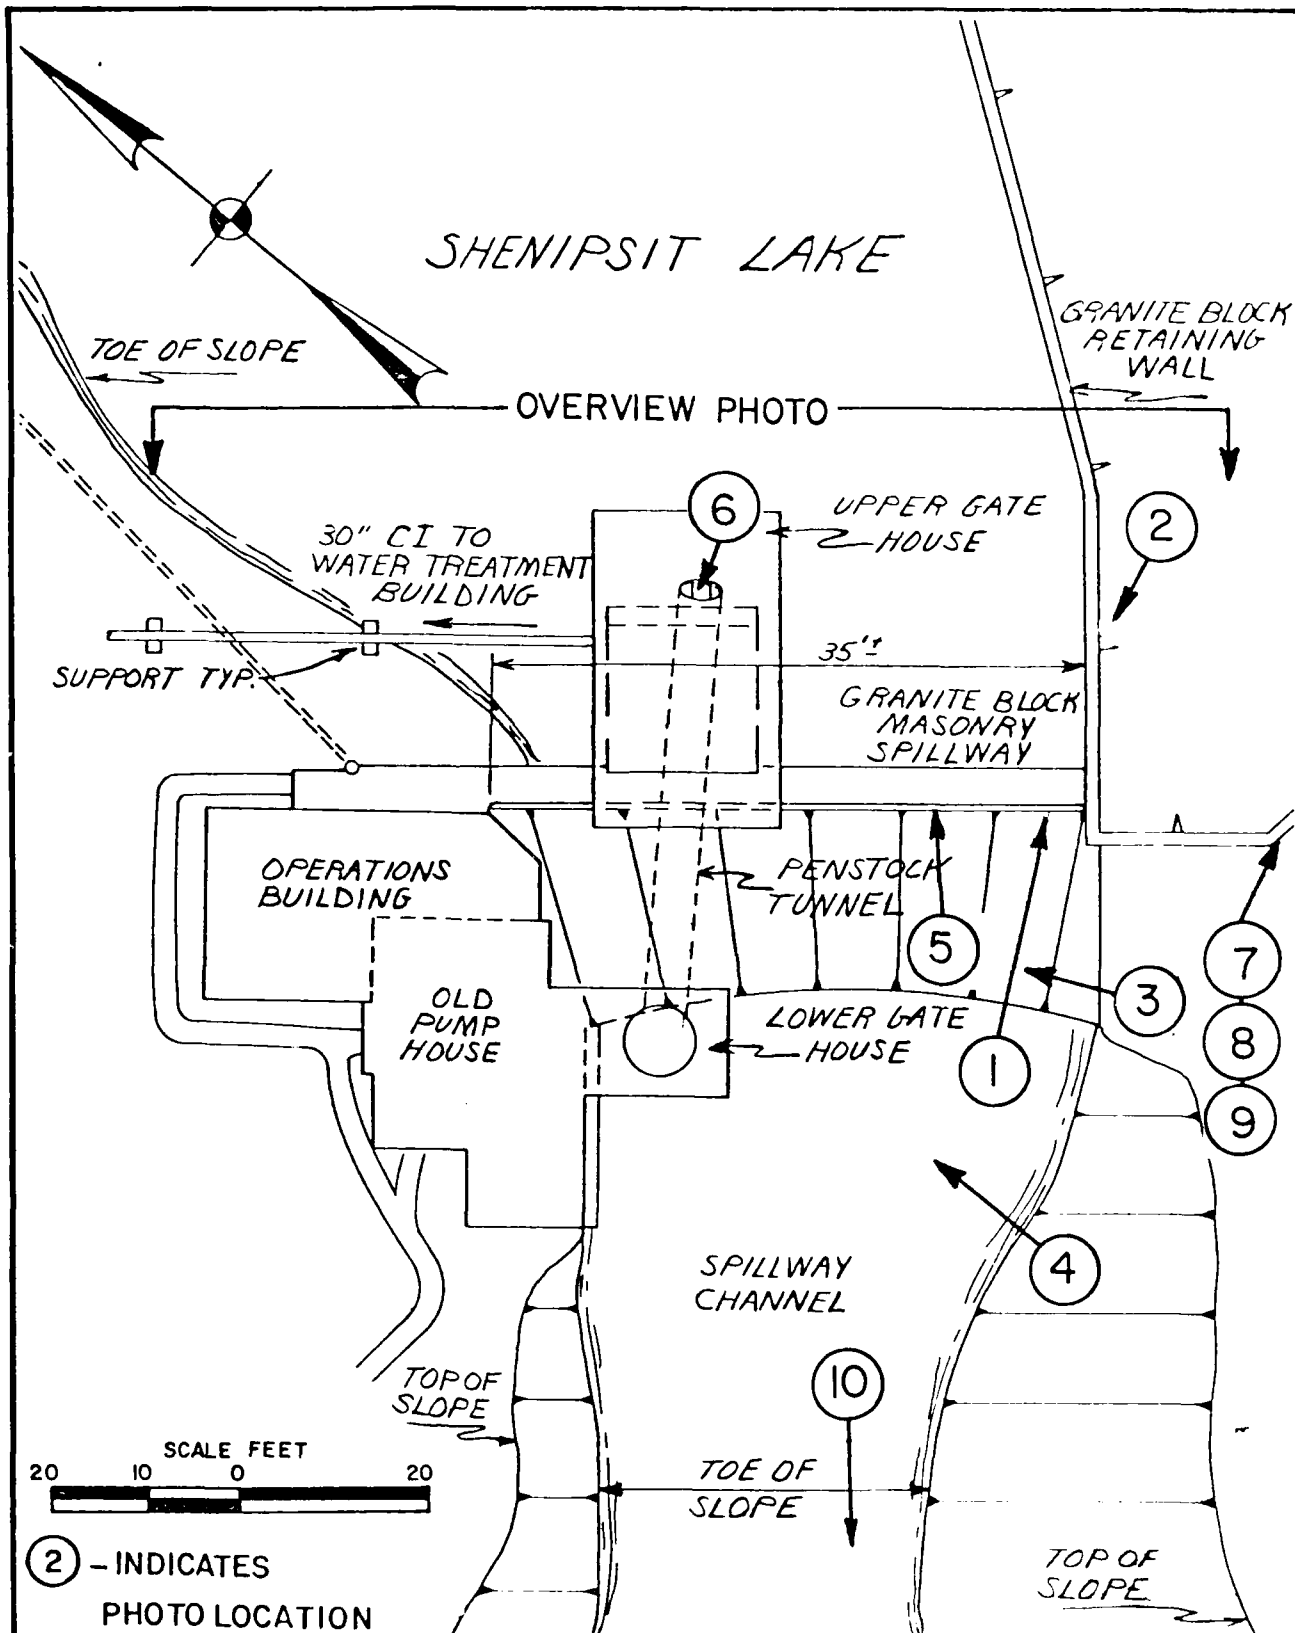 SHENIPSIT LAKE
GRANITE BLOCK
RETAINING
WALL
TOE OF SLOPE
OVERVIEW PHOTO
6
UPPER GATE
HOUSE
2
30" CI TO
WATER TREATMENT
BUILDING
35'±
SUPPORT TYP.
GRANITE BLOCK
MASONRY
SPILLWAY
OPERATIONS
BUILDING
PENSTOCK
TUNNEL
5
7
3
OLD
PUMP
HOUSE
LOWER GATE
HOUSE
8
1
9
4
SPILLWAY
CHANNEL
10
TOP OF
SLOPE
SCALE FEET
20 10 0 20
TOE OF
SLOPE
2 - INDICATES
PHOTO LOCATION
TOP OF
SLOPE